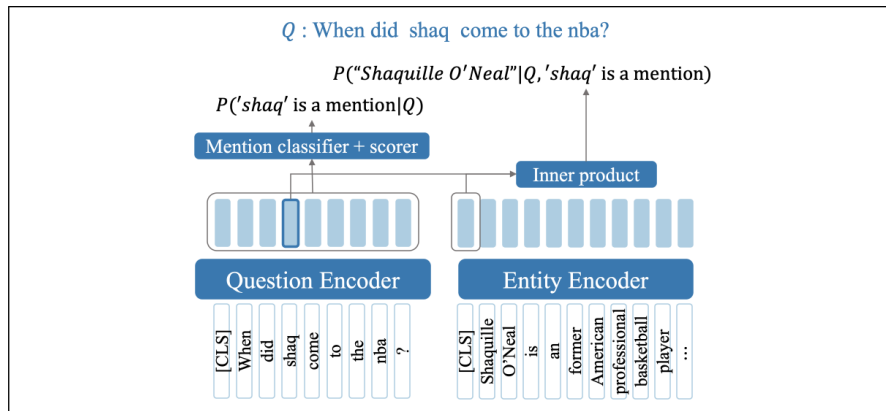 Q : When did shaq come to the nba?
P("Shaquille O'Neal"|Q, 'shaq' is a mention)
P('shaq' is a mention|Q)
Mention classifier + scorer
Inner product
Question Encoder
Entity Encoder
[CLS]
When
did
shaq
come
to
the
nba
?
[CLS]
Shaquille
O'Neal
is
an
former
American
professional
basketball
player
...